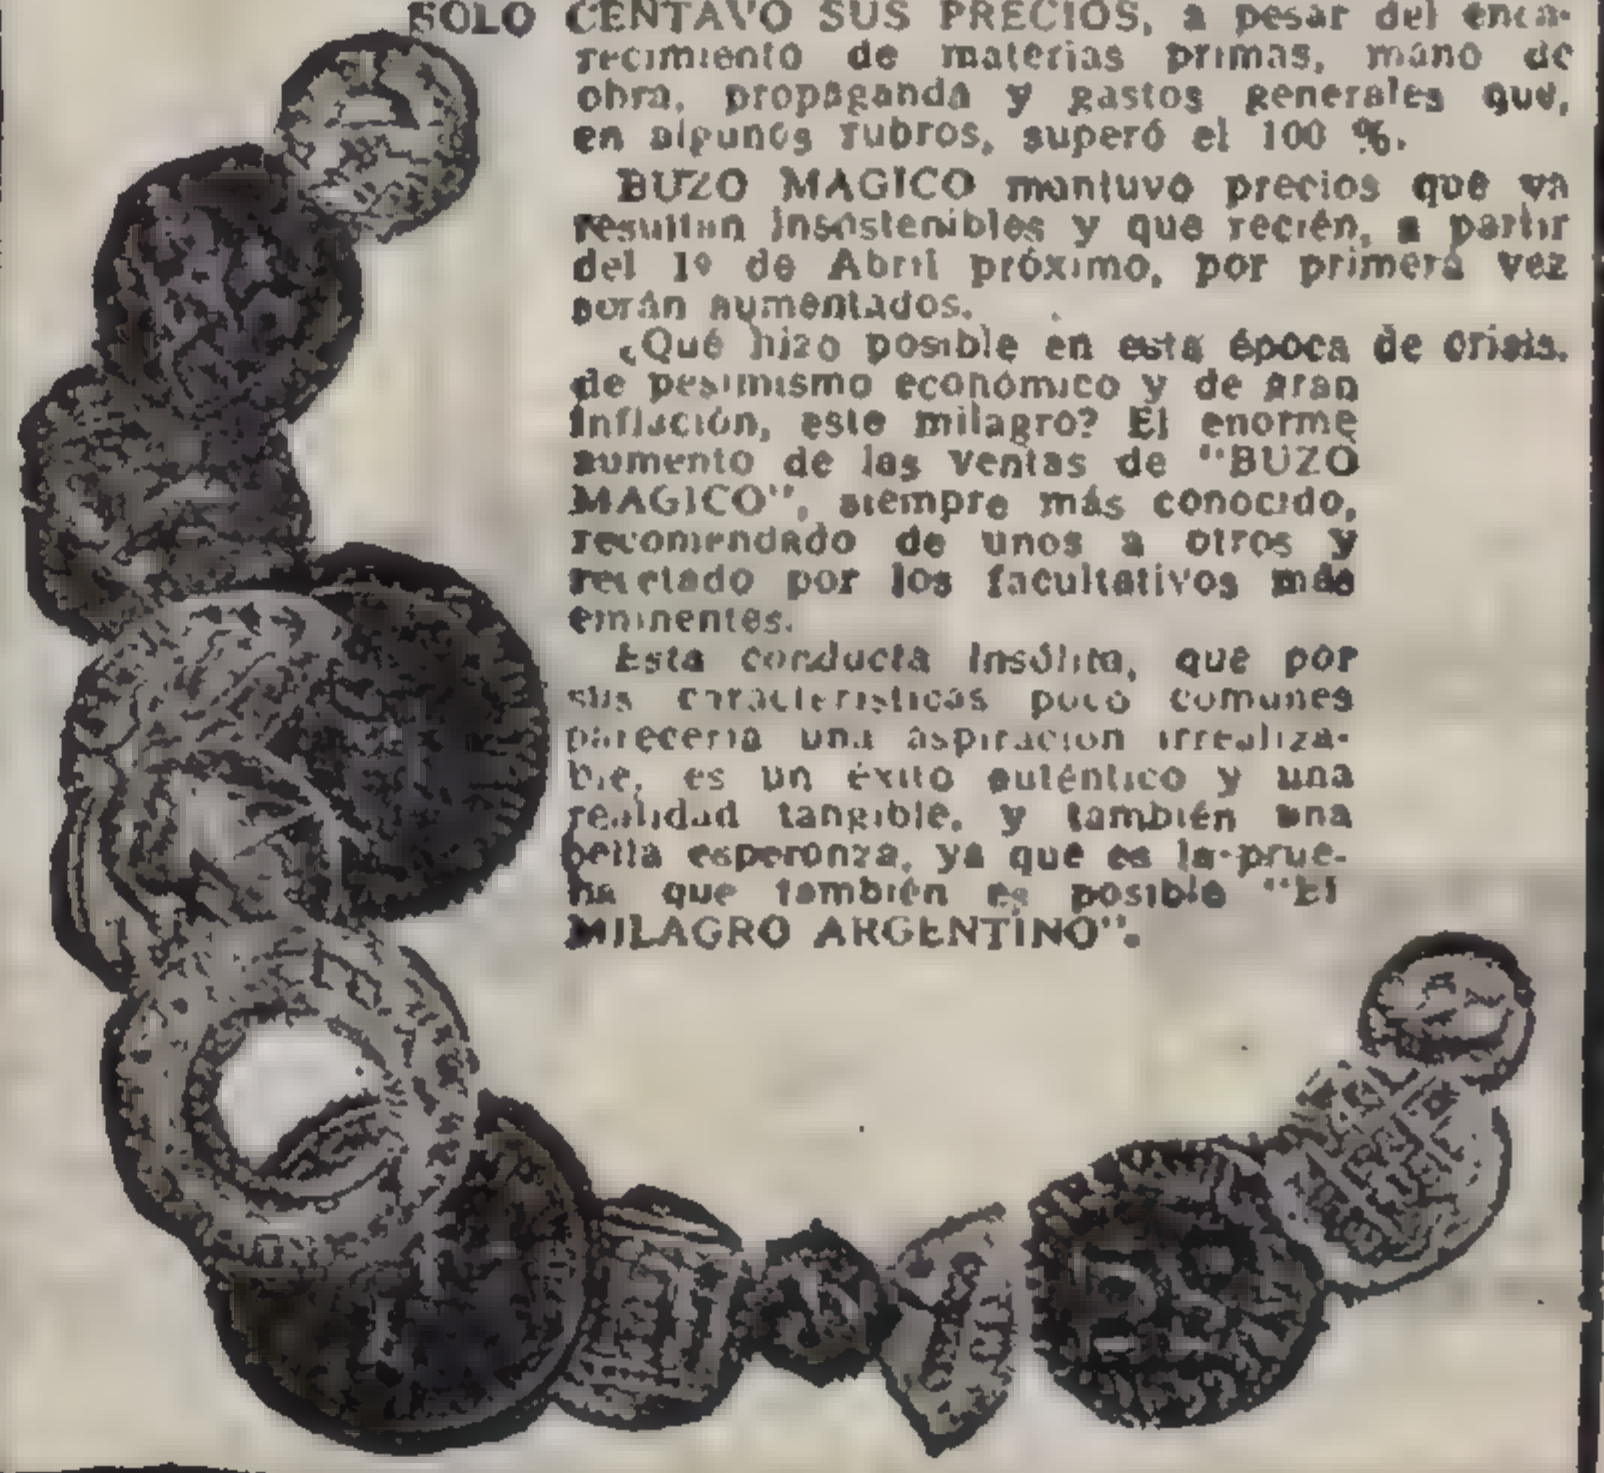 SOLO CENTAVO SUS PRECIOS, a pesar del enca-
recimiento de materias primas, mano de
obra, propaganda y gastos generales que,
en algunos rubros, superó el 100 %.
BUZO MAGICO mantuvo precios que ya
resultan insostenibles y que recién, a partir
del 1º de Abril próximo, por primera vez
serán aumentados.
¿Qué hizo posible en esta época de crisis,
de pesimismo económico y de gran
inflación, este milagro? El enorme
aumento de las ventas de "BUZO
MAGICO", siempre más conocido,
recomendado de unos a otros y
recetado por los facultativos más
eminentes.
Esta conducta insólita, que por
sus características poco comunes
parecería una aspiración irrealiza-
ble, es un éxito auténtico y una
realidad tangible, y también una
bella esperanza, ya que es la prue-
ba que también es posible "El
MILAGRO ARGENTINO".